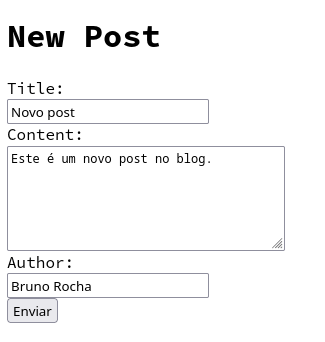 New Post
Title:
Novo post
Content:
Este é um novo post no blog.
Author:
Bruno Rocha
Enviar